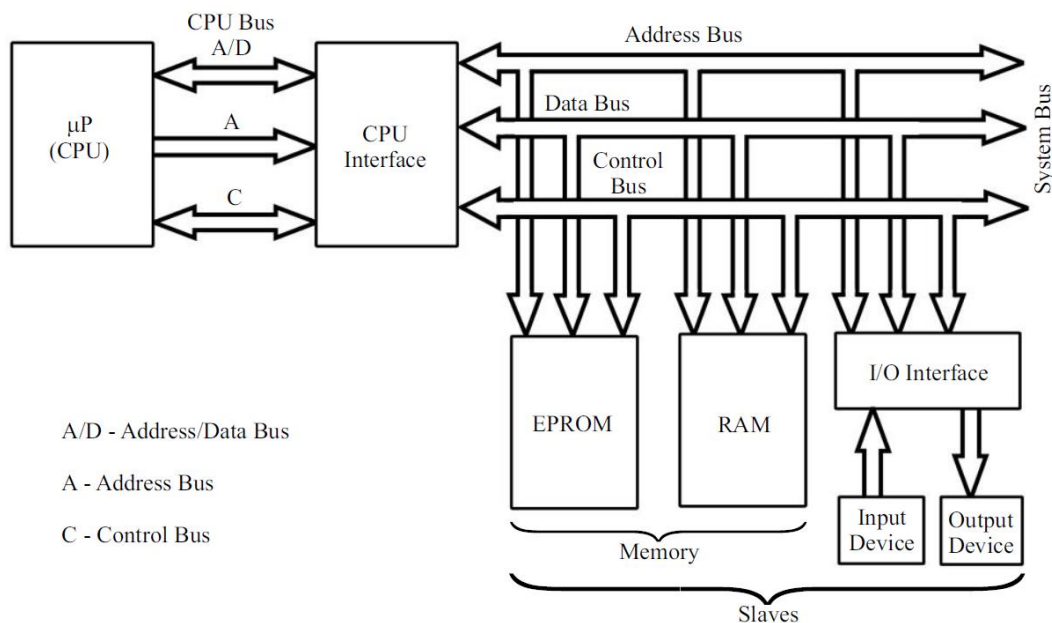 CPU Bus
A/D
A
C
μP
(CPU)
CPU
Interface
Address Bus
Data Bus
Control
Bus
System Bus
EPROM
RAM
I/O Interface
Input
Device
Output
Device
Memory
Slaves
A/D - Address/Data Bus
A - Address Bus
C - Control Bus